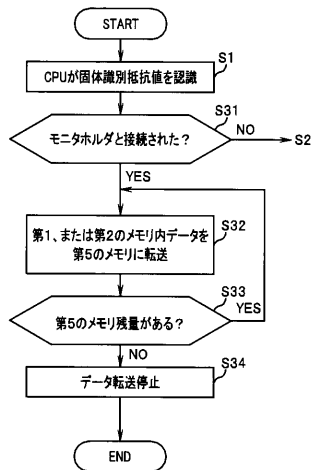 START
S1
CPUが固体識別抵抗値を認識
S31
モニタホルダと接続された?
NO
S2
YES
S32
第1、または第2のメモリ内データを
第5のメモリに転送
S33
第5のメモリ残量がある?
YES
NO
S34
データ転送停止
END